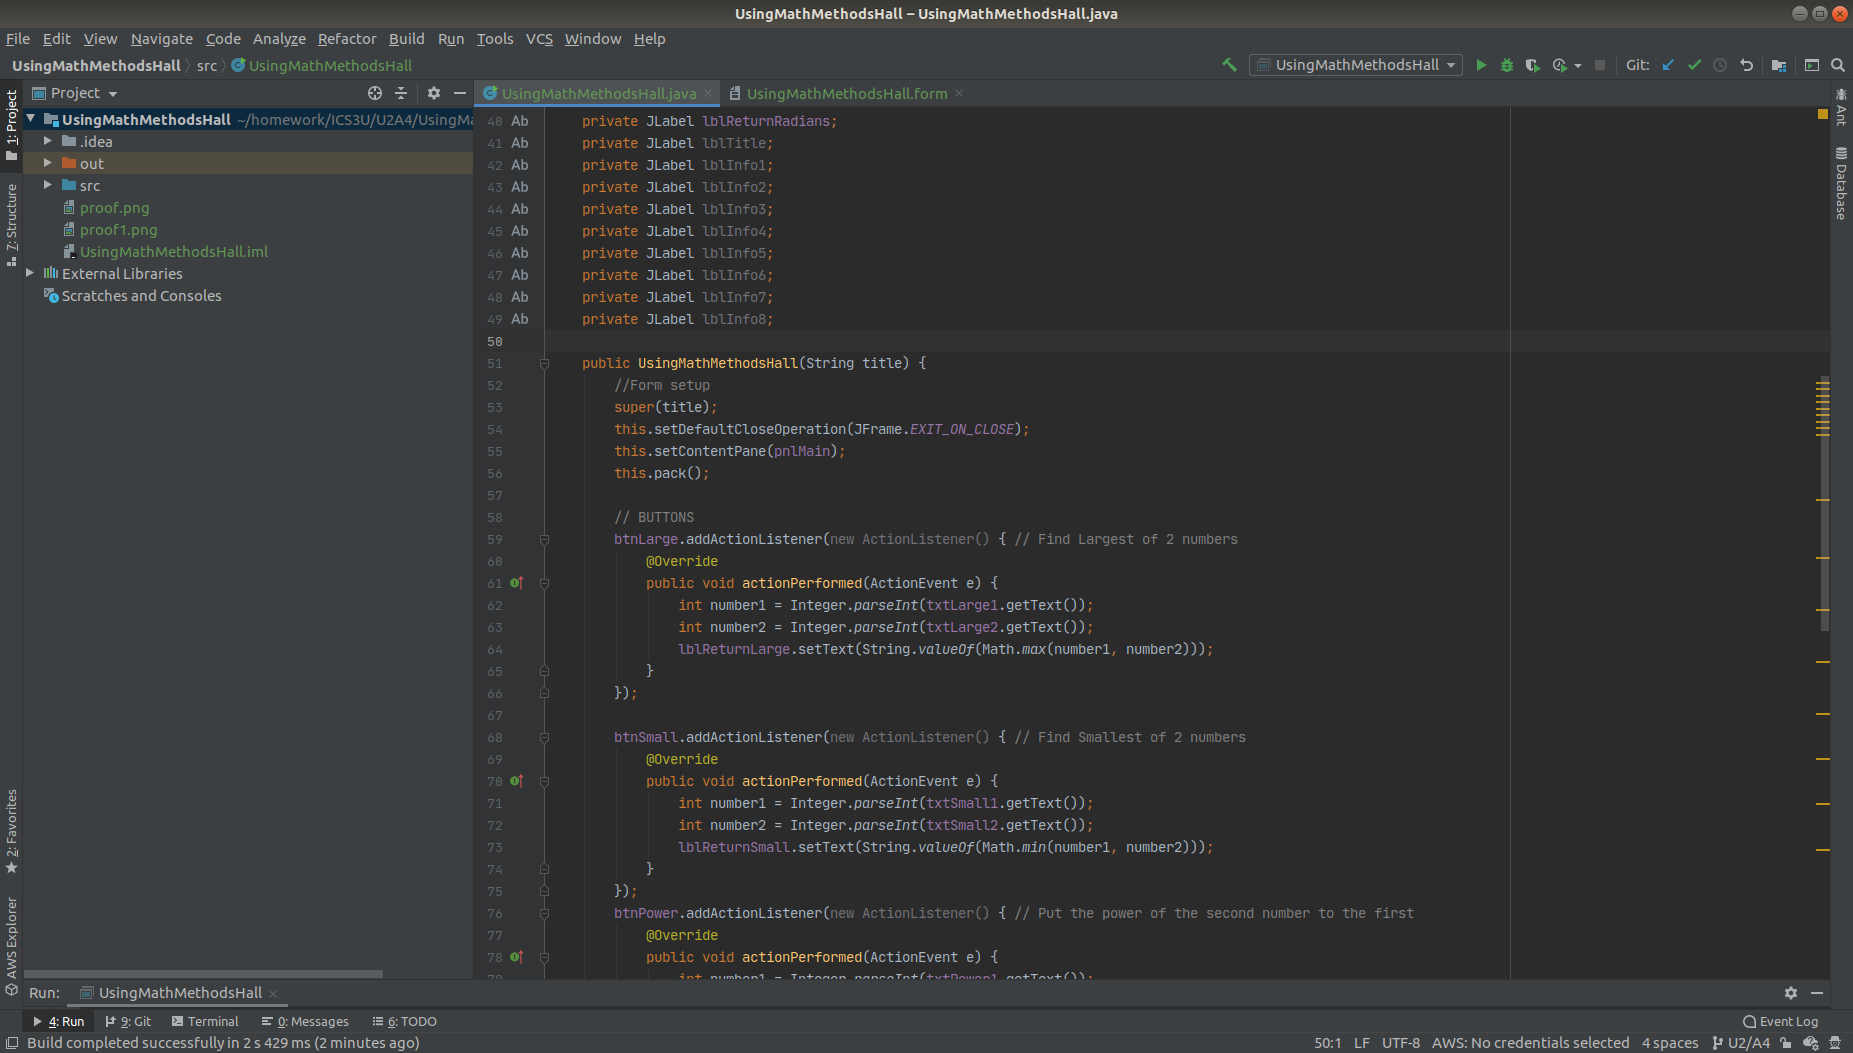 UsingMathMethodsHall – UsingMathMethodsHall.java
File Edit View Navigate Code Analyze Refactor Build Run Tools VCS Window Help
UsingMathMethodsHall src UsingMathMethodsHall
UsingMathMethodsHall Git:
Project
UsingMathMethodsHall.java UsingMathMethodsHall.form
1: Project
7: Structure
2: Favorites
AWS Explorer
UsingMathMethodsHall ~/homework/ICS3U/U2A4/UsingMa
.idea
out
src
proof.png
proof1.png
UsingMathMethodsHall.iml
External Libraries
Scratches and Consoles
40 Ab private JLabel lblReturnRadians;
41 Ab private JLabel lblTitle;
42 Ab private JLabel lblInfo1;
43 Ab private JLabel lblInfo2;
44 Ab private JLabel lblInfo3;
45 Ab private JLabel lblInfo4;
46 Ab private JLabel lblInfo5;
47 Ab private JLabel lblInfo6;
48 Ab private JLabel lblInfo7;
49 Ab private JLabel lblInfo8;
50
51 public UsingMathMethodsHall(String title) {
52 //Form setup
53 super(title);
54 this.setDefaultCloseOperation(JFrame.EXIT_ON_CLOSE);
55 this.setContentPane(pnlMain);
56 this.pack();
57
58 // BUTTONS
59 btnLarge.addActionListener(new ActionListener() { // Find Largest of 2 numbers
60 @Override
61 public void actionPerformed(ActionEvent e) {
62 int number1 = Integer.parseInt(txtLarge1.getText());
63 int number2 = Integer.parseInt(txtLarge2.getText());
64 lblReturnLarge.setText(String.valueOf(Math.max(number1, number2)));
65 }
66 });
67
68 btnSmall.addActionListener(new ActionListener() { // Find Smallest of 2 numbers
69 @Override
70 public void actionPerformed(ActionEvent e) {
71 int number1 = Integer.parseInt(txtSmall1.getText());
72 int number2 = Integer.parseInt(txtSmall2.getText());
73 lblReturnSmall.setText(String.valueOf(Math.min(number1, number2)));
74 }
75 });
76 btnPower.addActionListener(new ActionListener() { // Put the power of the second number to the first
77 @Override
78 public void actionPerformed(ActionEvent e) {
79 int number1 = Integer.parseInt(txtPower1.getText());
Ant
Database
Run: UsingMathMethodsHall
4: Run 9: Git Terminal 0: Messages 6: TODO Event Log
Build completed successfully in 2 s 429 ms (2 minutes ago) 50:1 LF UTF-8 AWS: No credentials selected 4 spaces U2/A4